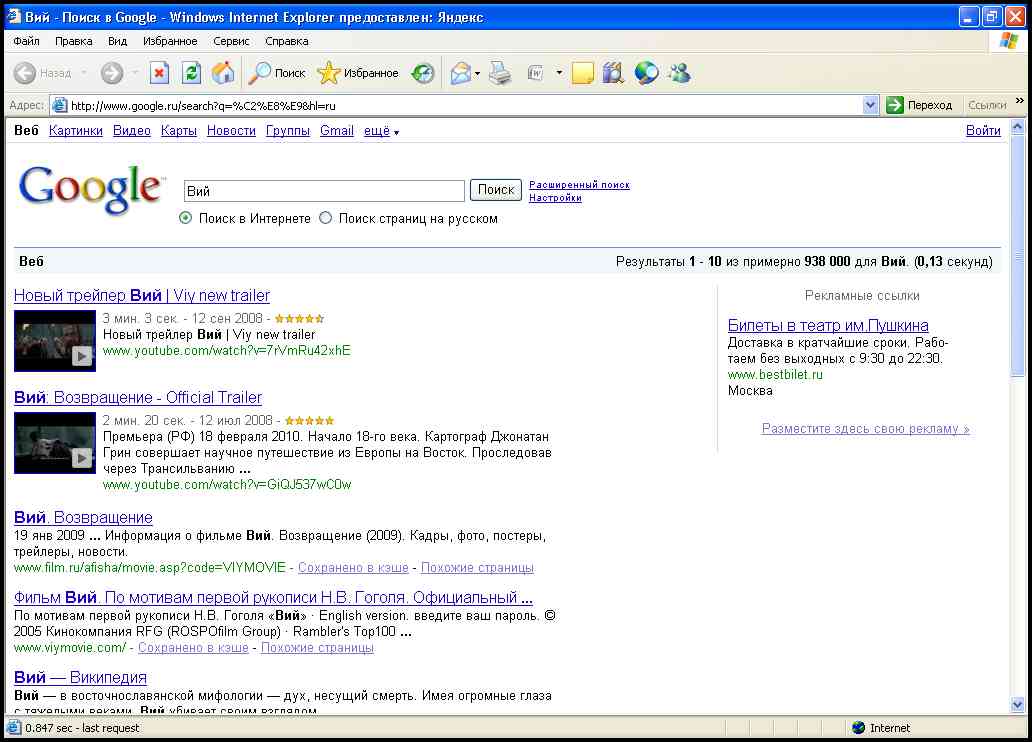 Вий - Поиск в Google - Windows Internet Explorer предоставлен: Яндекс
Файл Правка Вид Избранное Сервис Справка
Назад Поиск Избранное
Адрес: http://www.google.ru/search?q=%C2%E8%E9&hl=ru Переход Ссылки »
Веб Картинки Видео Карты Новости Группы Gmail ещё ▼ Войти
Google™ Вий Поиск Расширенный поиск
Настройки
Поиск в Интернете Поиск страниц на русском
Веб Результаты 1 - 10 из примерно 938 000 для Вий. (0,13 секунд)
Новый трейлер Вий | Viy new trailer
3 мин. 3 сек. - 12 сен 2008 -
Новый трейлер Вий | Viy new trailer
www.youtube.com/watch?v=7rVmRu42xhE
Вий: Возвращение - Official Trailer
2 мин. 20 сек. - 12 июл 2008 -
Премьера (РФ) 18 февраля 2010. Начало 18-го века. Картограф Джонатан
Грин совершает научное путешествие из Европы на Восток. Проследовав
через Трансильванию ...
www.youtube.com/watch?v=GiQJ537wC0w
Вий. Возвращение
19 янв 2009 ... Информация о фильме Вий. Возвращение (2009). Кадры, фото, постеры,
трейлеры, новости.
www.film.ru/afisha/movie.asp?code=VIYMOVIE - Сохранено в кэше - Похожие страницы
Фильм Вий. По мотивам первой рукописи Н.В. Гоголя. Официальный ...
По мотивам первой рукописи Н.В. Гоголя «Вий» · English version. введите ваш пароль. ©
2005 Кинокомпания RFG (ROSPOfilm Group) · Rambler's Top100 ...
www.viymovie.com/ - Сохранено в кэше - Похожие страницы
Вий — Википедия
Вий — в восточнославянской мифологии — дух, несущий смерть. Имея огромные глаза
с тяжелыми веками, Вий убивает своим взглядом.
Рекламные ссылки
Билеты в театр им.Пушкина
Доставка в кратчайшие сроки. Рабо-
таем без выходных с 9:30 до 22:30.
www.bestbilet.ru
Москва
Разместите здесь свою рекламу »
0.847 sec - last request Internet